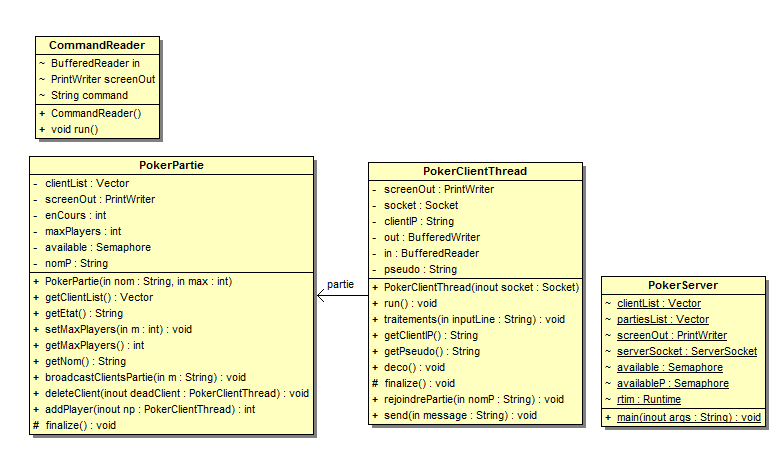 CommandReader
~ BufferedReader in
~ PrintWriter screenOut
~ String command
+ CommandReader()
+ void run()
PokerPartie
- clientList : Vector
- screenOut : PrintWriter
- enCours : int
- maxPlayers : int
- available : Semaphore
- nomP : String
+ PokerPartie(in nom : String, in max : int)
+ getClientList() : Vector
+ getEtat() : String
+ setMaxPlayers(in m : int) : void
+ getMaxPlayers() : int
+ getNom() : String
+ broadcastClientsPartie(in m : String) : void
+ deleteClient(inout deadClient : PokerClientThread) : void
+ addPlayer(inout np : PokerClientThread) : int
# finalize() : void
partie
PokerClientThread
- screenOut : PrintWriter
- socket : Socket
- clientIP : String
- out : BufferedWriter
- in : BufferedReader
- pseudo : String
+ PokerClientThread(inout socket : Socket)
+ run() : void
+ traitements(in inputLine : String) : void
+ getClientIP() : String
+ getPseudo() : String
+ deco() : void
# finalize() : void
+ rejoindrePartie(in nomP : String) : void
+ send(in message : String) : void
PokerServer
~ clientList : Vector
~ partiesList : Vector
~ screenOut : PrintWriter
~ serverSocket : ServerSocket
~ available : Semaphore
~ availableP : Semaphore
~ rtim : Runtime
+ main(inout args : String) : void